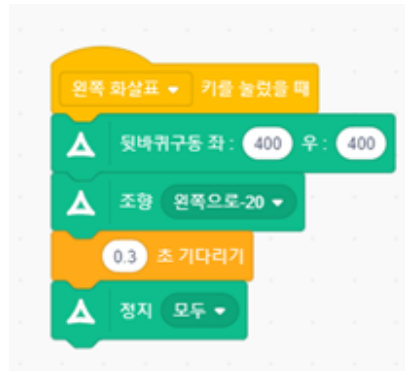 왼쪽 화살표 키를 눌렀을 때
뒷바퀴구동 좌 : 400 우 : 400
조향 왼쪽으로-20
0.3 초 기다리기
정지 모두